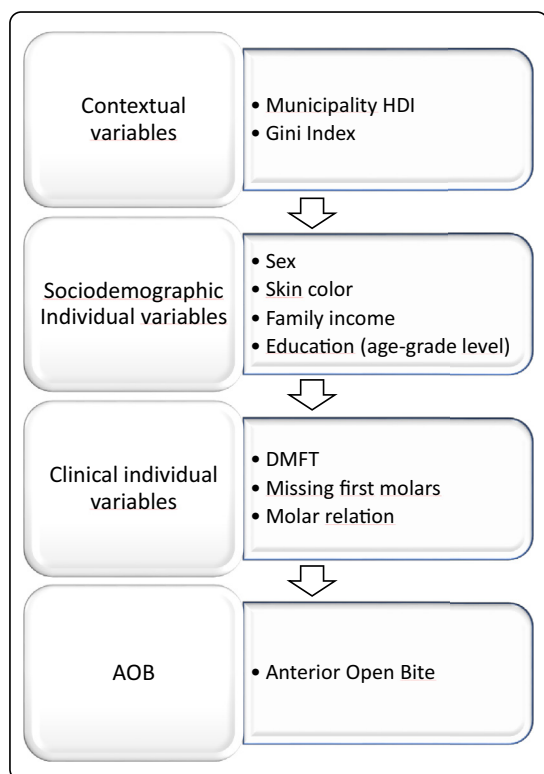 Contextual
variables
• Municipality HDI
• Gini Index
Sociodemographic
Individual variables
• Sex
• Skin color
• Family income
• Education (age-grade level)
Clinical individual
variables
• DMFT
• Missing first molars
• Molar relation
AOB
• Anterior Open Bite